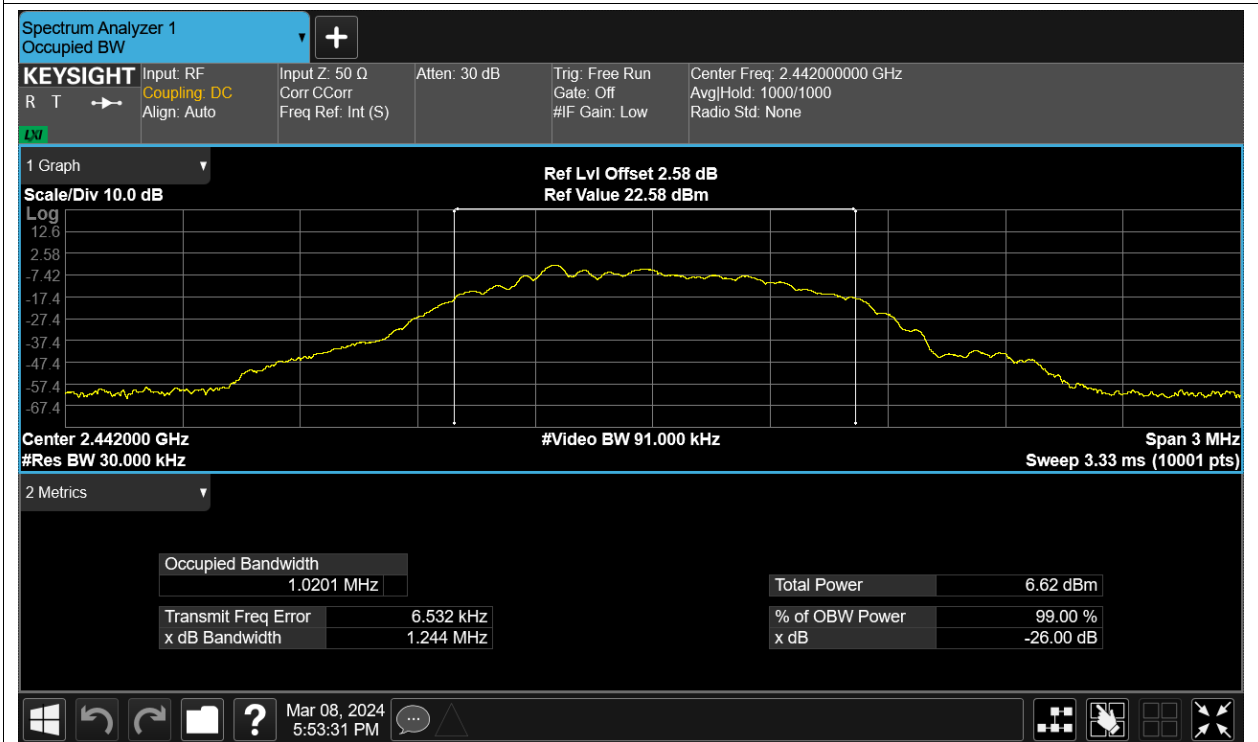 Spectrum Analyzer 1
Occupied BW
KEYSIGHT
R T
LXI
Input: RF
Coupling: DC
Align: Auto
Input Z: 50 Ω
Corr CCorr
Freq Ref: Int (S)
Atten: 30 dB
Trig: Free Run
Gate: Off
#IF Gain: Low
Center Freq: 2.442000000 GHz
Avg|Hold: 1000/1000
Radio Std: None
1 Graph
Scale/Div 10.0 dB
Ref Lvl Offset 2.58 dB
Ref Value 22.58 dBm
Log
12.6
2.58
-7.42
-17.4
-27.4
-37.4
-47.4
-57.4
-67.4
Center 2.442000 GHz
#Res BW 30.000 kHz
#Video BW 91.000 kHz
Span 3 MHz
Sweep 3.33 ms (10001 pts)
2 Metrics
Occupied Bandwidth
1.0201 MHz
Transmit Freq Error 6.532 kHz
x dB Bandwidth 1.244 MHz
Total Power 6.62 dBm
% of OBW Power 99.00 %
x dB -26.00 dB
?
Mar 08, 2024
5:53:31 PM